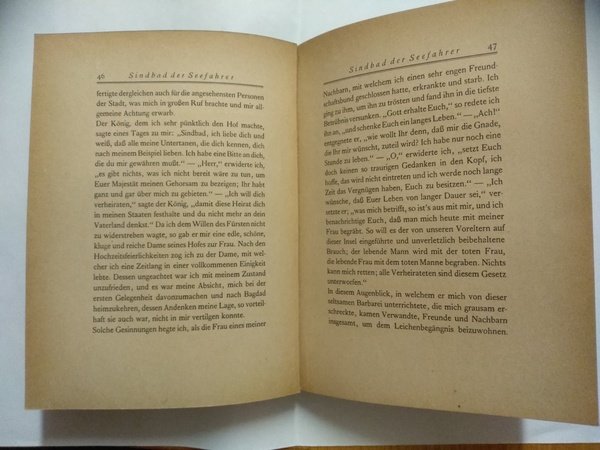 46
Sindbad der Seefahrer
fertigte dergleichen auch für die angesehensten Personen
der Stadt, was mich in großen Ruf brachte und mir all-
gemeine Achtung erwarb.
Der König, dem ich sehr pünktlich den Hof machte,
sagte eines Tages zu mir: „Sindbad, ich liebe dich und
weiß, daß alle meine Untertanen, die dich kennen, dich
nach meinem Beispiel lieben. Ich habe eine Bitte an dich,
die du mir gewähren mußt.“ — „Herr,“ erwiderte ich,
„es gibt nichts, was ich nicht bereit wäre zu tun, um
Euer Majestät meinen Gehorsam zu bezeigen; Ihr habt
ganz und gar über mich zu gebieten.“ — „Ich will dich
verheiraten,“ sagte der König, „damit diese Heirat dich in
meinen Staaten festhalte und du nicht mehr an dein
Vaterland denkst.“ Da ich dem Willen des Fürsten nicht
zu widerstreben wagte, so gab er mir eine edle, schöne,
kluge und reiche Dame seines Hofes zur Frau. Nach den
Hochzeitfeierlichkeiten zog ich zu der Dame, mit wel-
cher ich eine Zeitlang in einer vollkommenen Einigkeit
lebte. Dessen ungeachtet war ich mit meinem Zustand
unzufrieden, und es war meine Absicht, mich bei der
ersten Gelegenheit davonzumachen und nach Bagdad
heimzukehren, dessen Andenken meine Lage, so vorteil-
haft sie auch war, nicht in mir vertilgen konnte.
Solche Gesinnungen hegte ich, als die Frau eines meiner
Sindbad der Seefahrer
47
Nachbarn, mit welchem ich einen sehr engen Freund-
schaftsbund geschlossen hatte, erkrankte und starb. Ich
ging zu ihm, um ihn zu trösten und fand ihn in die tiefste
Betrübnis versunken. „Gott erhalte Euch,“ so redete ich
ihn an, „und schenke Euch ein langes Leben.“ — „Ach!“
entgegnete er, „wie wollt Ihr denn, daß mir die Gnade,
die Ihr mir wünscht, zuteil wird? Ich habe nur noch eine
Stunde zu leben.“ — „O,“ erwiderte ich, „setzt Euch
doch keinen so traurigen Gedanken in den Kopf, ich
hoffe, das wird nicht eintreten und ich werde noch lange
Zeit das Vergnügen haben, Euch zu besitzen.“ — „Ich
wünsche, daß Euer Leben von langer Dauer sei,“ ver-
setzte er; „was mich betrifft, so ist's aus mit mir, und ich
benachrichtige Euch, daß man mich heute mit meiner
Frau begräbt. So will es der von unseren Voreltern auf
dieser Insel eingeführte und unverletzlich beibehaltene
Brauch; der lebende Mann wird mit der toten Frau,
die lebende Frau mit dem toten Manne begraben. Nichts
kann mich retten; alle Verheirateten sind diesem Gesetz
unterworfen.“
In diesem Augenblick, in welchem er mich von dieser
seltsamen Barbarei unterrichtete, die mich grausam er-
schreckte, kamen Verwandte, Freunde und Nachbarn
insgesamt, um dem Leichenbegängnis beizuwohnen.